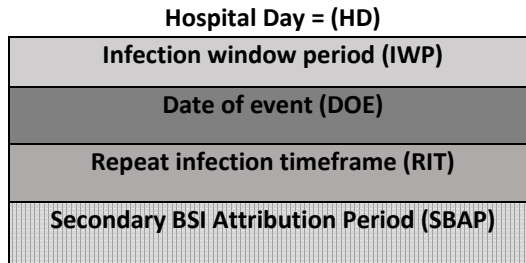 Hospital Day = (HD)
Infection window period (IWP)
Date of event (DOE)
Repeat infection timeframe (RIT)
Secondary BSI Attribution Period (SBAP)